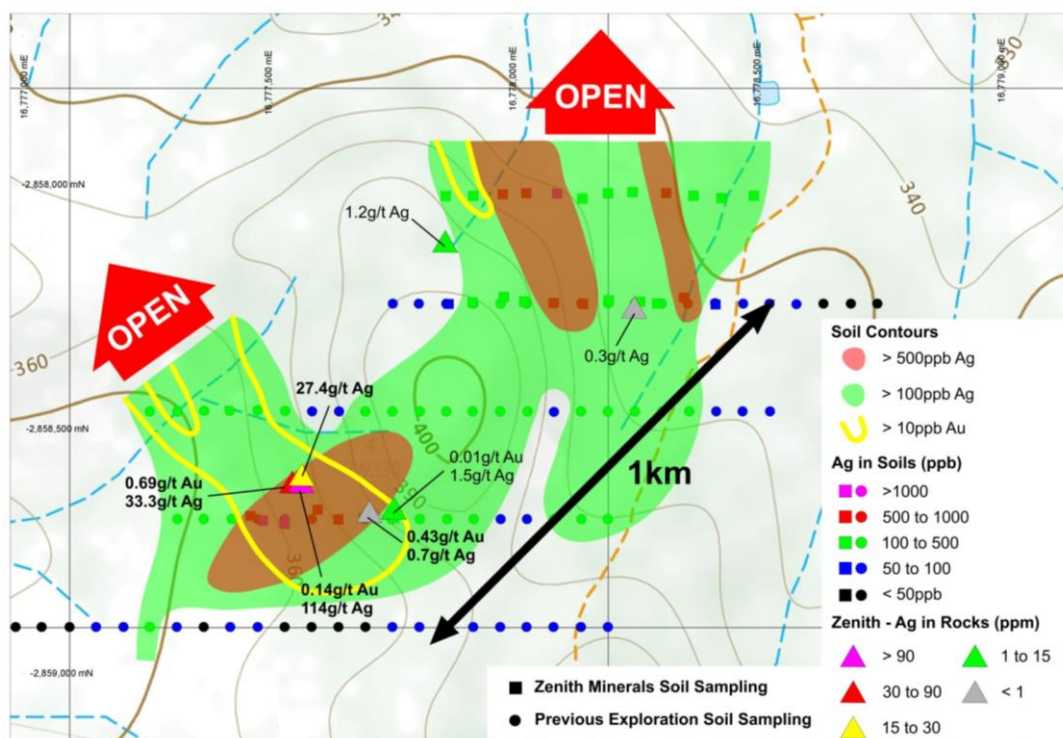 16,777,000 mE
16,777,500 mE
16,778,000 mE
16,778,500 mE
16,779,000 mE
330
340
OPEN
-2,858,000 mN
1.2g/t Ag
OPEN
0.3g/t Ag
360
27.4g/t Ag
400
-2,858,500 mN
0.01g/t Au
1.5g/t Ag
0.69g/t Au
33.3g/t Ag
390
1km
0.43g/t Au
0.7g/t Ag
360
0.14g/t Au
114g/t Ag
-2,859,000 mN
Soil Contours
> 500ppb Ag
> 100ppb Ag
> 10ppb Au
Ag in Soils (ppb)
>1000
500 to 1000
100 to 500
50 to 100
< 50ppb
Zenith - Ag in Rocks (ppm)
> 90
1 to 15
30 to 90
< 1
15 to 30
Zenith Minerals Soil Sampling
Previous Exploration Soil Sampling